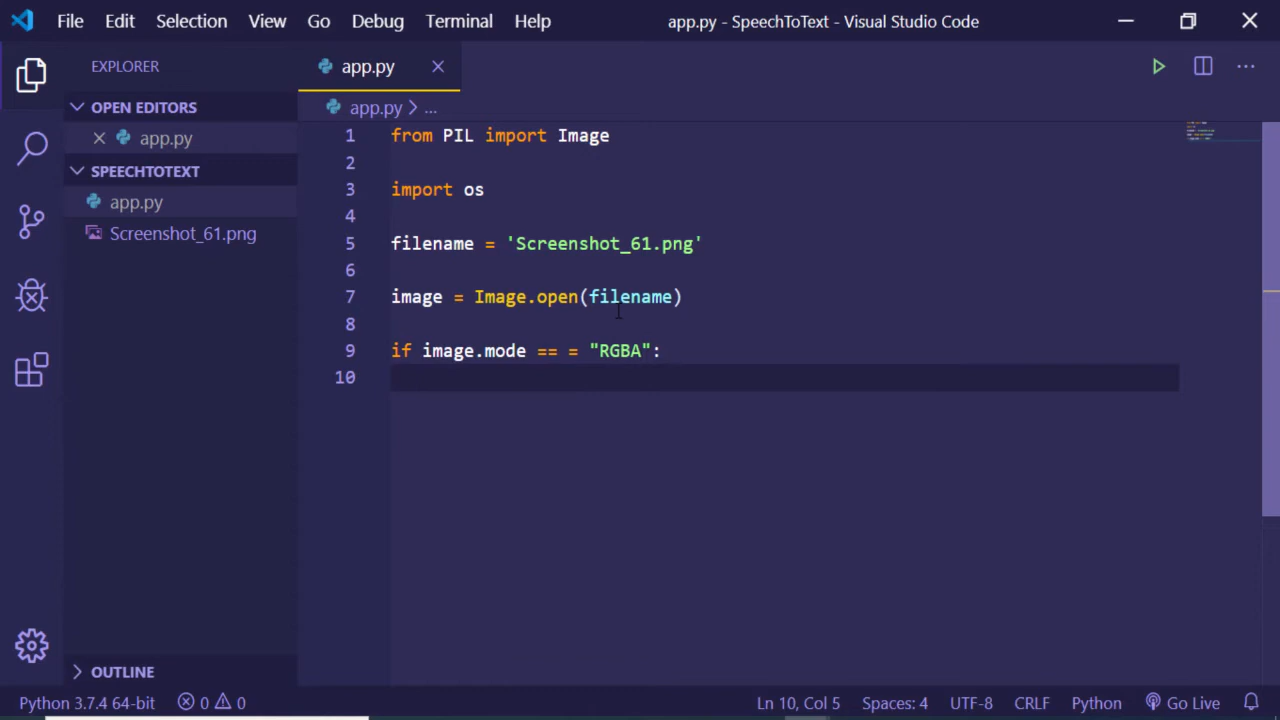 File Edit Selection View Go Debug Terminal Help app.py - SpeechToText - Visual Studio Code
EXPLORER
OPEN EDITORS
app.py
SPEECHTOTEXT
app.py
Screenshot_61.png
OUTLINE
app.py
app.py > ...
1 from PIL import Image
2
3 import os
4
5 filename = 'Screenshot_61.png'
6
7 image = Image.open(filename)
8
9 if image.mode == = "RGBA":
10
Python 3.7.4 64-bit 0 0 Ln 10, Col 5 Spaces: 4 UTF-8 CRLF Python Go Live